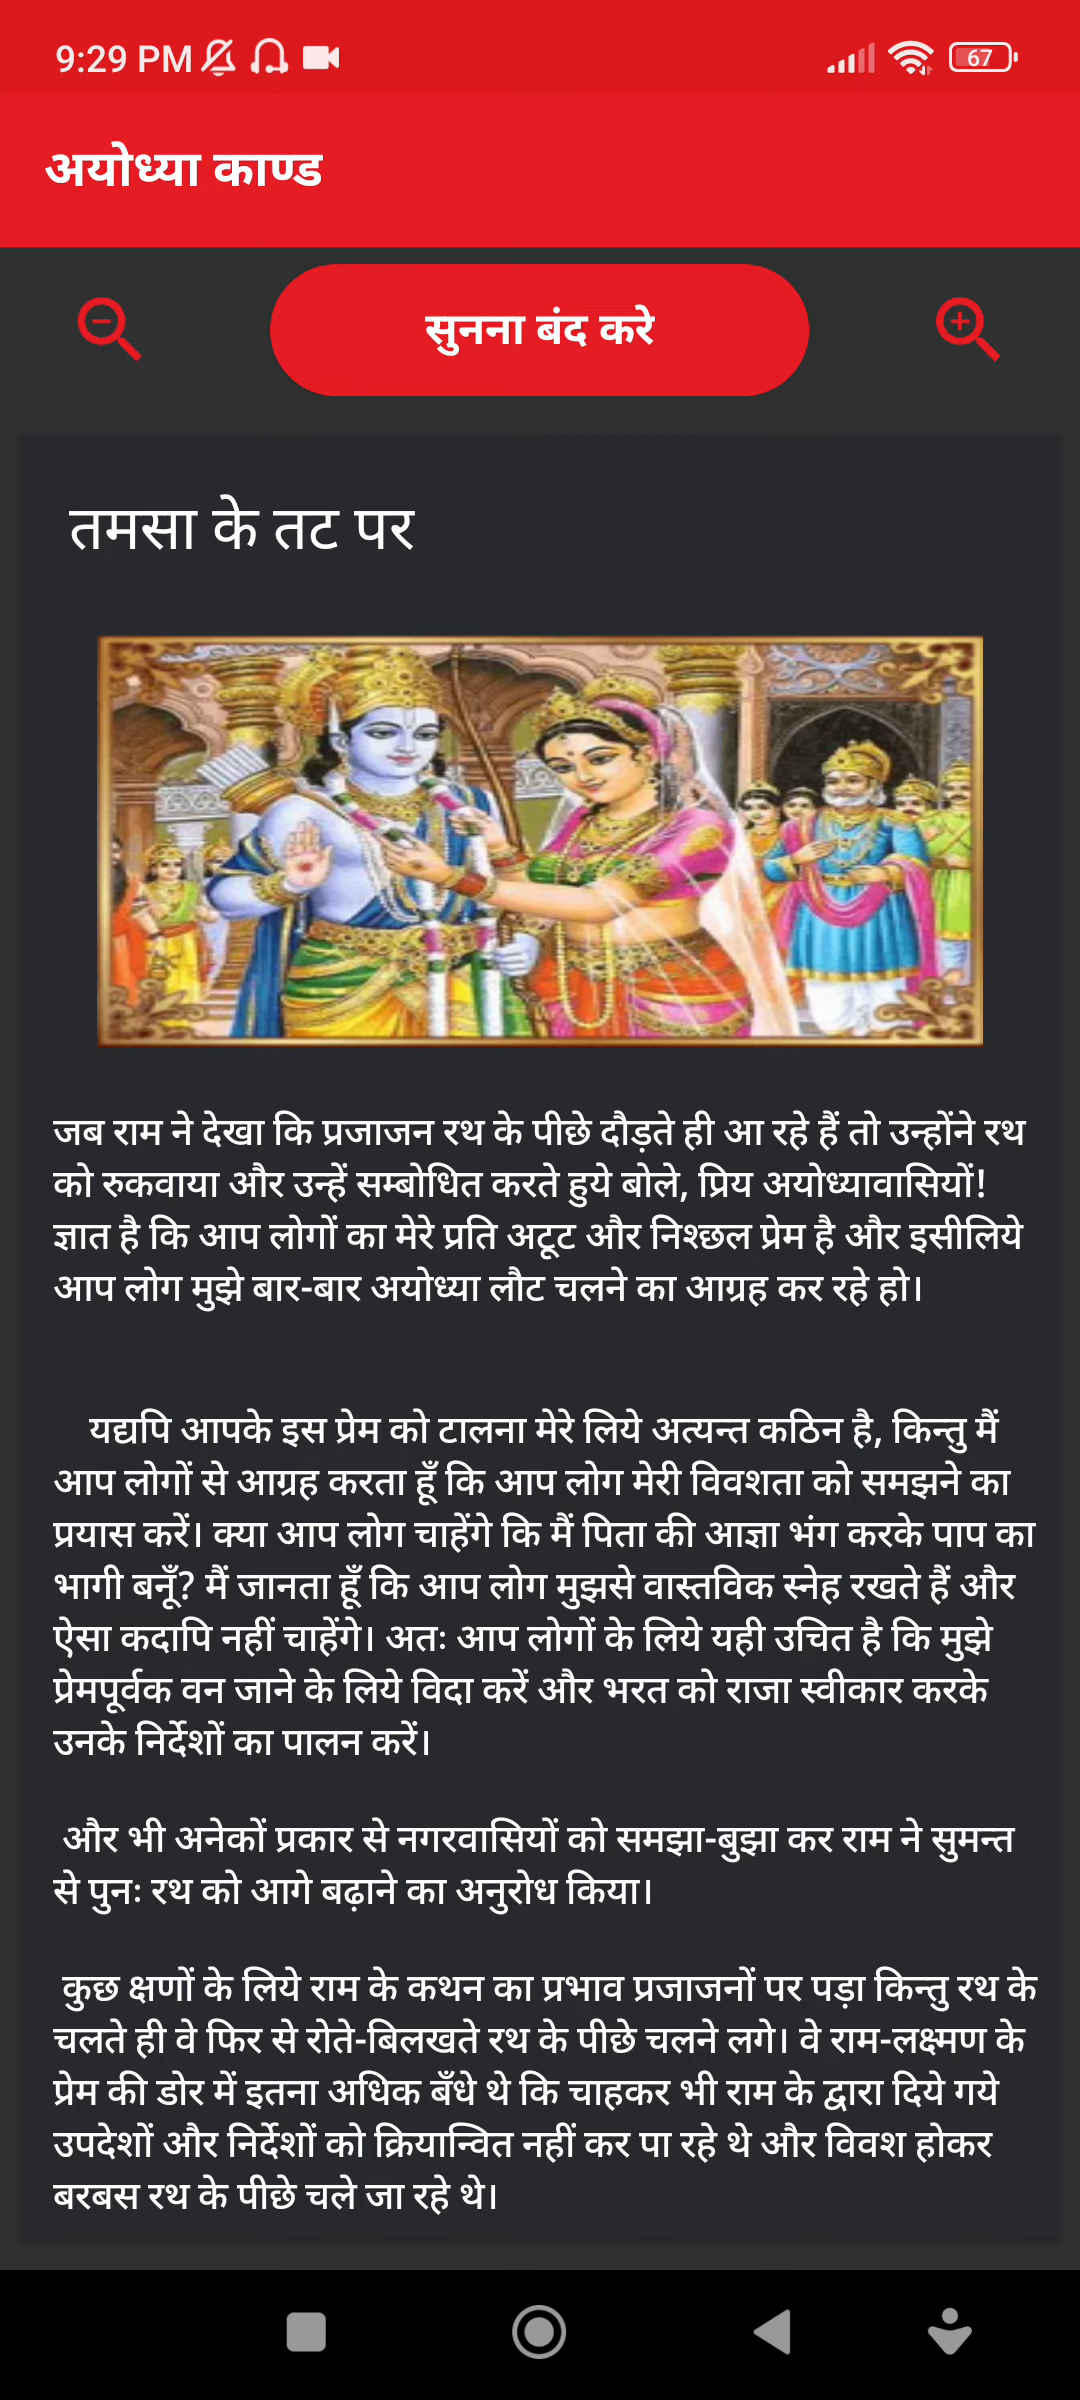 9:29 PM
67
अयोध्या काण्ड
सुनना बंद करे
तमसा के तट पर
जब राम ने देखा कि प्रजाजन रथ के पीछे दौड़ते ही आ रहे हैं तो उन्होंने रथ
को रुकवाया और उन्हें सम्बोधित करते हुये बोले, प्रिय अयोध्यावासियों!
ज्ञात है कि आप लोगों का मेरे प्रति अटूट और निश्छल प्रेम है और इसीलिये
आप लोग मुझे बार-बार अयोध्या लौट चलने का आग्रह कर रहे हो।
यद्यपि आपके इस प्रेम को टालना मेरे लिये अत्यन्त कठिन है, किन्तु मैं
आप लोगों से आग्रह करता हूँ कि आप लोग मेरी विवशता को समझने का
प्रयास करें। क्या आप लोग चाहेंगे कि मैं पिता की आज्ञा भंग करके पाप का
भागी बनूँ? मैं जानता हूँ कि आप लोग मुझसे वास्तविक स्नेह रखते हैं और
ऐसा कदापि नहीं चाहेंगे। अतः आप लोगों के लिये यही उचित है कि मुझे
प्रेमपूर्वक वन जाने के लिये विदा करें और भरत को राजा स्वीकार करके
उनके निर्देशों का पालन करें।
और भी अनेकों प्रकार से नगरवासियों को समझा-बुझा कर राम ने सुमन्त
से पुनः रथ को आगे बढ़ाने का अनुरोध किया।
कुछ क्षणों के लिये राम के कथन का प्रभाव प्रजाजनों पर पड़ा किन्तु रथ के
चलते ही वे फिर से रोते-बिलखते रथ के पीछे चलने लगे। वे राम-लक्ष्मण के
प्रेम की डोर में इतना अधिक बँधे थे कि चाहकर भी राम के द्वारा दिये गये
उपदेशों और निर्देशों को क्रियान्वित नहीं कर पा रहे थे और विवश होकर
बरबस रथ के पीछे चले जा रहे थे।